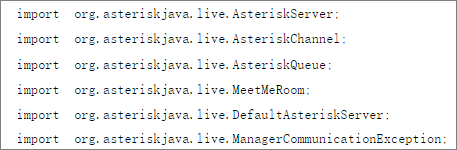 import org.asteriskjava.live.AsteriskServer;
import org.asteriskjava.live.AsteriskChannel;
import org.asteriskjava.live.AsteriskQueue;
import org.asteriskjava.live.MeetMeRoom;
import org.asteriskjava.live.DefaultAsteriskServer;
import org.asteriskjava.live.ManagerCommunicationException;